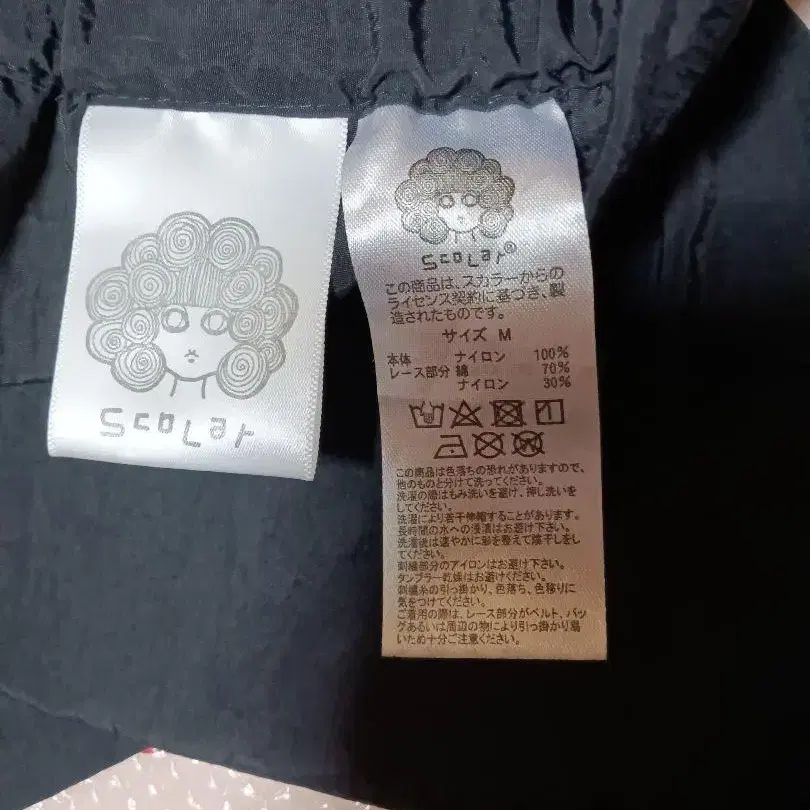 ScoLar
ScoLar®
この商品は、スカラーからの
ライセンス契約に基づき、製
造されたものです。
サイズ M
本体 ナイロン 100%
レース部分 綿 70%
ナイロン 30%
この商品は色落ちの恐れがありますので、
他のものと分けて洗ってください。
洗濯の際はもみ洗いを避け、押し洗いを
してください。
洗濯により若干伸縮することがあります。
長時間の水への浸漬はお避け下さい。
洗濯後は速やかに形を整えて陰干しをし
てください。
刺繍部分のアイロンはお避け下さい。
タンブラー乾燥はお避けください。
刺繍糸の引っ掛かり、色落ち、色移りに
気をつけてください。
ご着用の際は、レース部分がベルト、バッ
グあるいは周辺の物により引っ掛かり易
いため十分ご注意ください。